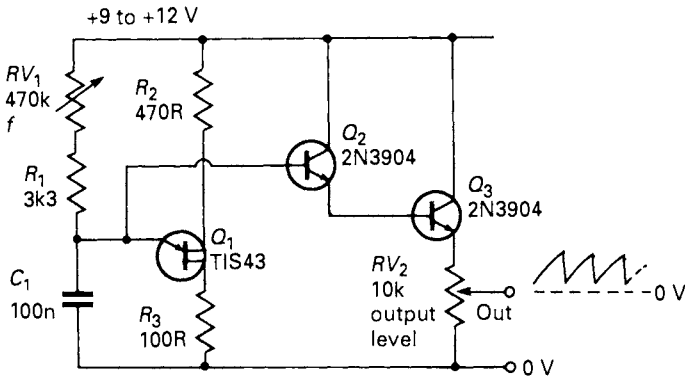 +9 to +12 V
RV1
470k
f
R1
3k3
C1
100n
R2
470R
Q1
TIS43
R3
100R
Q2
2N3904
Q3
2N3904
RV2
10k
output
level
Out
0 V
0 V